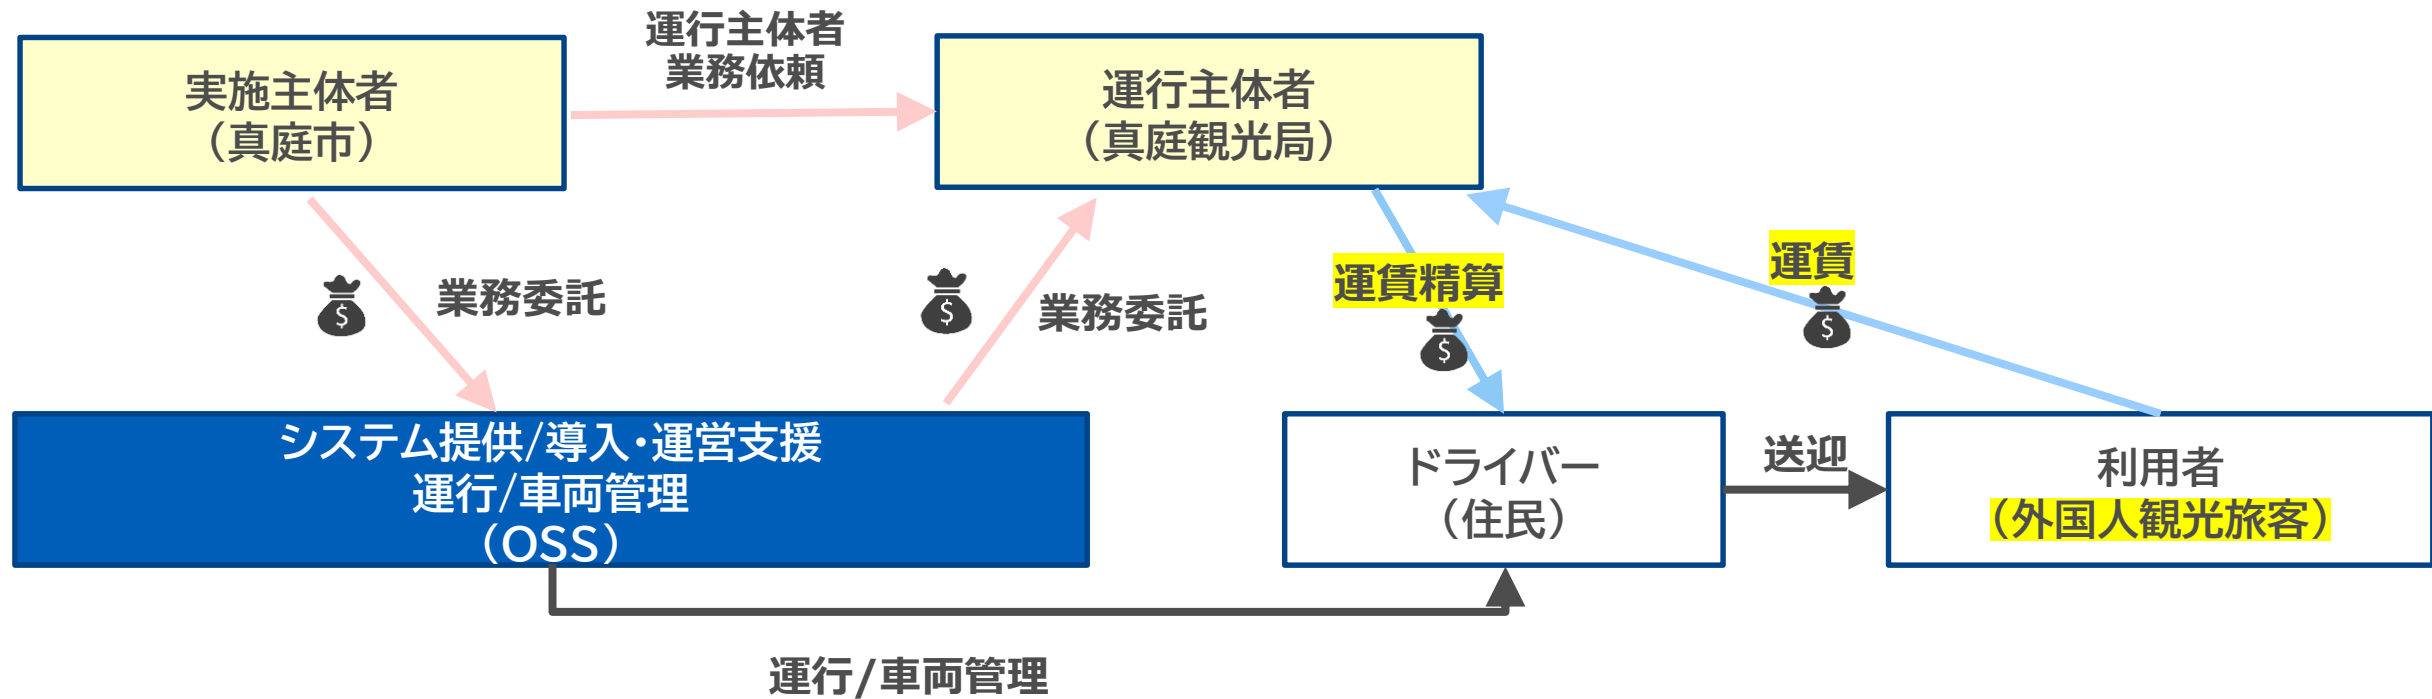 運行主体者
業務依頼
実施主体者
（真庭市）
運行主体者
（真庭観光局）
運賃
運賃精算
業務委託
業務委託
$
$
$
$
システム提供/導入・運営支援
運行/車両管理
（OSS）
ドライバー
（住民）
送迎
利用者
（外国人観光旅客）
運行/車両管理